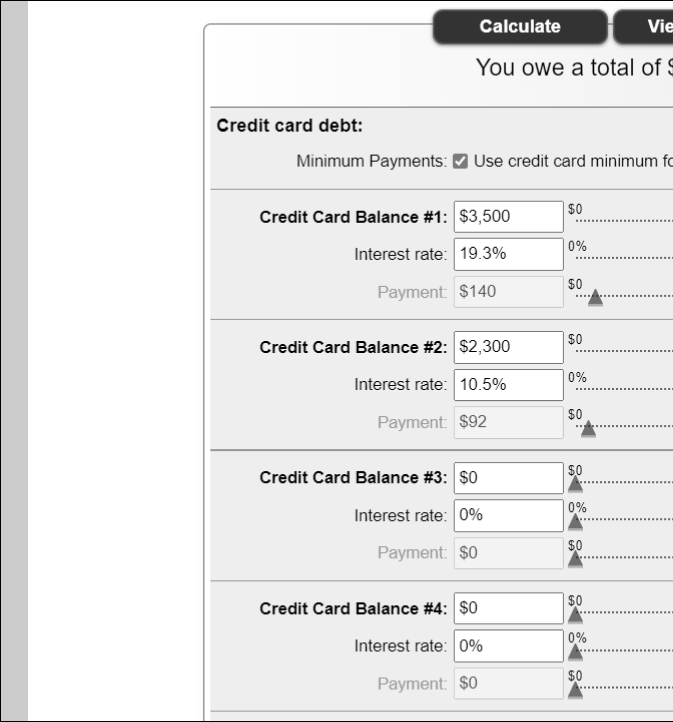 Calculate
You owe a total of
Credit card debt:
Minimum Payments: Use credit card minimum
Credit Card Balance #1: $3,500 $0
Interest rate: 19.3% 0%
Payment: $140 $0
Credit Card Balance #2: $2,300 $0
Interest rate: 10.5% 0%
Payment: $92 $0
Credit Card Balance #3: $0 $0
Interest rate: 0% 0%
Payment: $0 $0
Credit Card Balance #4: $0 $0
Interest rate: 0% 0%
Payment: $0 $0